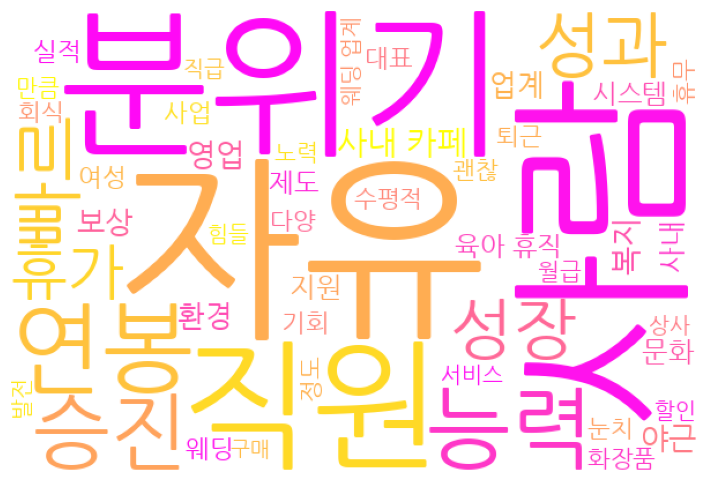 분위기
성과
실적
직급
웨딩 업계
대표
업계
시스템
휴무
만큼
회식
사업
사내 카페
퇴근
사람
빠리
여성
영업
노력
제도
수평적
괜찮
자유
보상
힘들
다양
육아 휴직
복지
사내
휴가
월급
환경
지원
기회
성장
상사
문화
연봉
직원
정도
서비스
발전
승진
능력
할인
눈치
야근
웨딩
구매
화장품